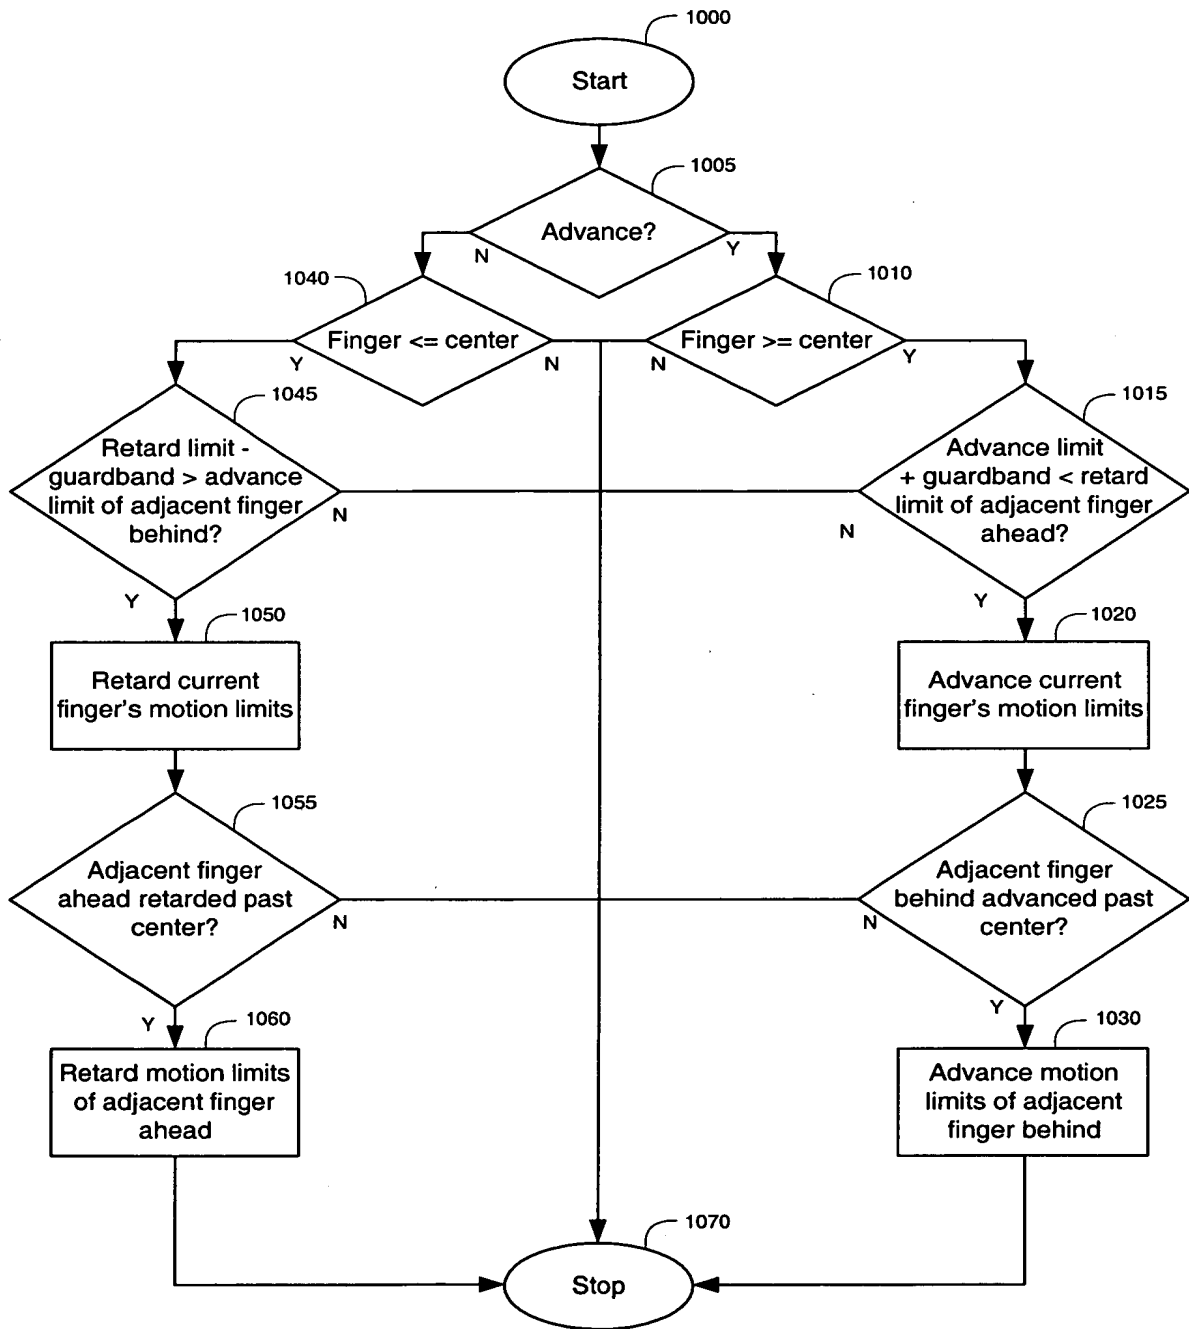 1000
Start
1005
Advance?
N
Y
1040
1010
Finger <= center
Finger >= center
Y
N
N
Y
1045
1015
Retard limit -
guardband > advance
limit of adjacent finger
behind?
Advance limit
+ guardband < retard
limit of adjacent finger
ahead?
N
N
Y
Y
1050
1020
Retard current
finger's motion limits
Advance current
finger's motion limits
1055
1025
Adjacent finger
ahead retarded past
center?
Adjacent finger
behind advanced past
center?
N
N
Y
Y
1060
1030
Retard motion limits
of adjacent finger
ahead
Advance motion
limits of adjacent
finger behind
1070
Stop